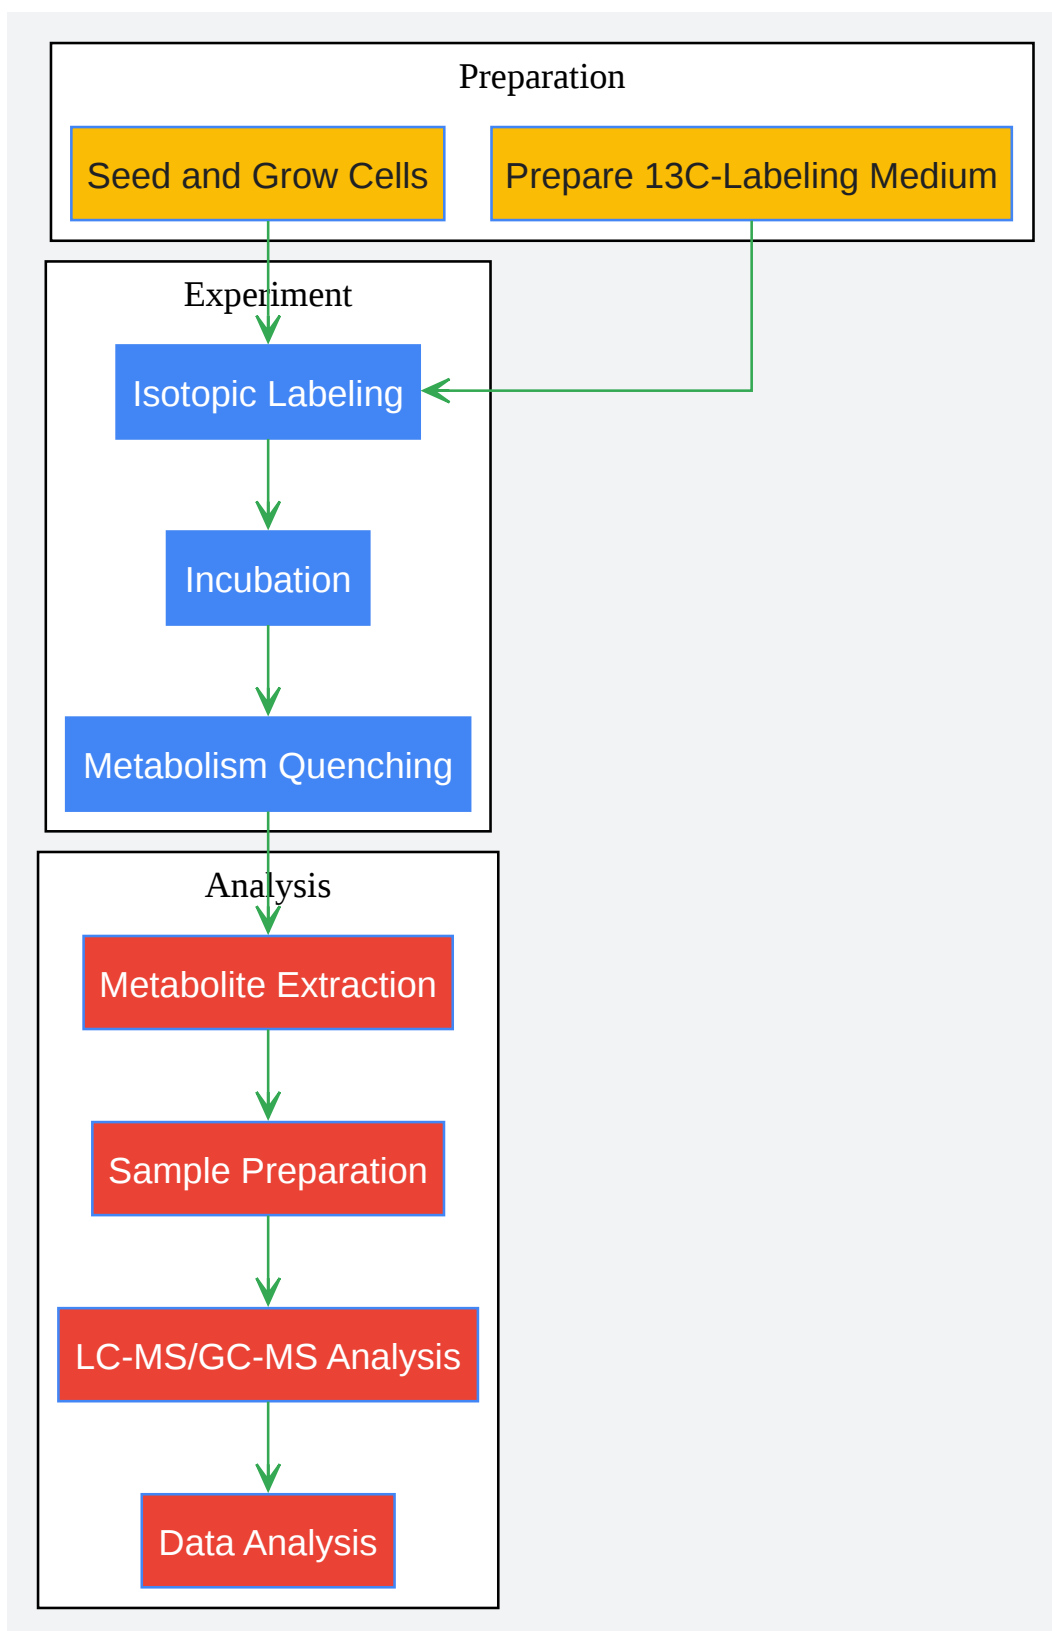 Preparation
Seed and Grow Cells
Prepare 13C-Labeling Medium
Experiment
Isotopic Labeling
Incubation
Metabolism Quenching
Analysis
Metabolite Extraction
Sample Preparation
LC-MS/GC-MS Analysis
Data Analysis